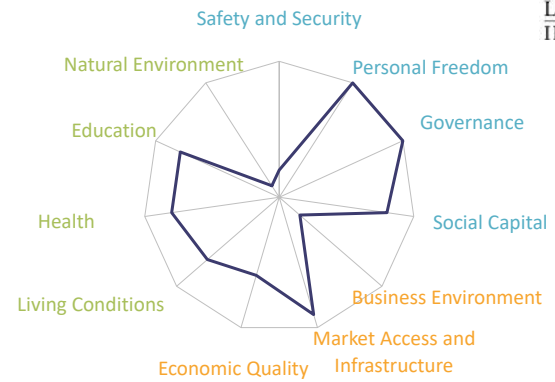 Safety and Security
Natural Environment
Personal Freedom
Education
Governance
Health
Social Capital
Living Conditions
Business Environment
Market Access and
Infrastructure
Economic Quality